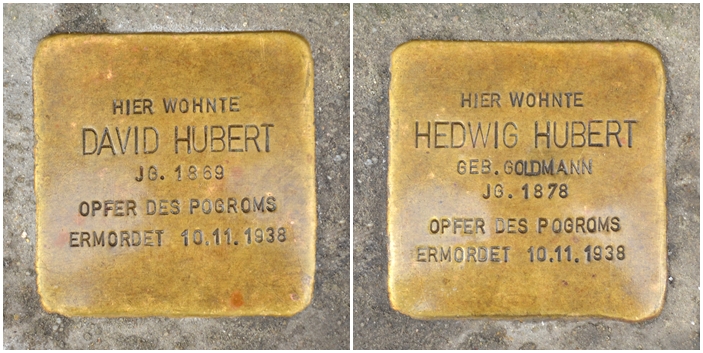 HIER WOHNTE
DAVID HUBERT
JG. 1869
OPFER DES POGROMS
ERMORDET 10.11.1938
HIER WOHNTE
HEDWIG HUBERT
GEB. GOLDMANN
JG. 1878
OPFER DES POGROMS
ERMORDET 10.11.1938